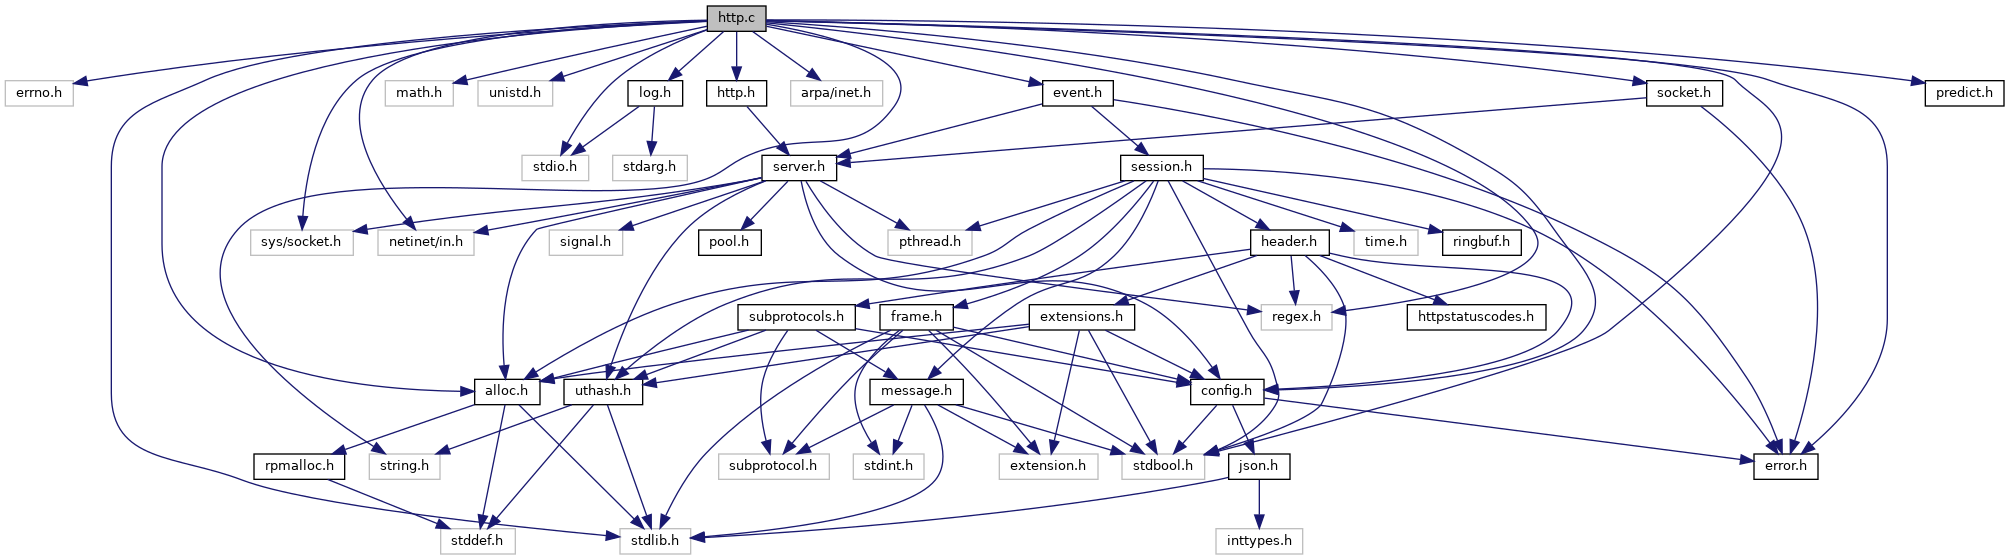 http.c
errno.h
math.h
unistd.h
log.h
http.h
arpa/inet.h
event.h
socket.h
predict.h
stdio.h
stdarg.h
server.h
session.h
sys/socket.h
netinet/in.h
signal.h
pool.h
pthread.h
header.h
time.h
ringbuf.h
subprotocols.h
frame.h
extensions.h
regex.h
httpstatuscodes.h
alloc.h
uthash.h
message.h
config.h
rpmalloc.h
string.h
subprotocol.h
stdint.h
extension.h
stdbool.h
json.h
error.h
stddef.h
stdlib.h
inttypes.h